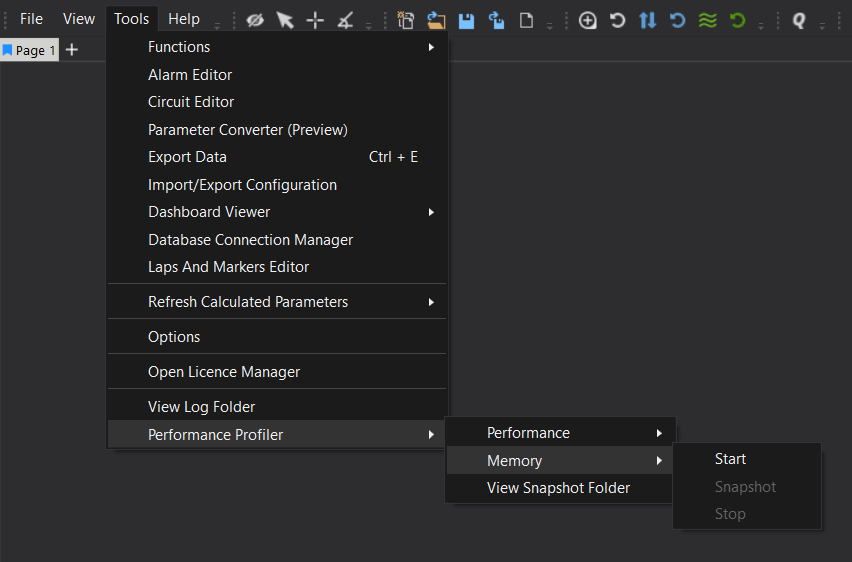 File View Tools Help
Page 1
Functions
Alarm Editor
Circuit Editor
Parameter Converter (Preview)
Export Data Ctrl + E
Import/Export Configuration
Dashboard Viewer
Database Connection Manager
Laps And Markers Editor
Refresh Calculated Parameters
Options
Open Licence Manager
View Log Folder
Performance Profiler
Performance
Memory
View Snapshot Folder
Start
Snapshot
Stop